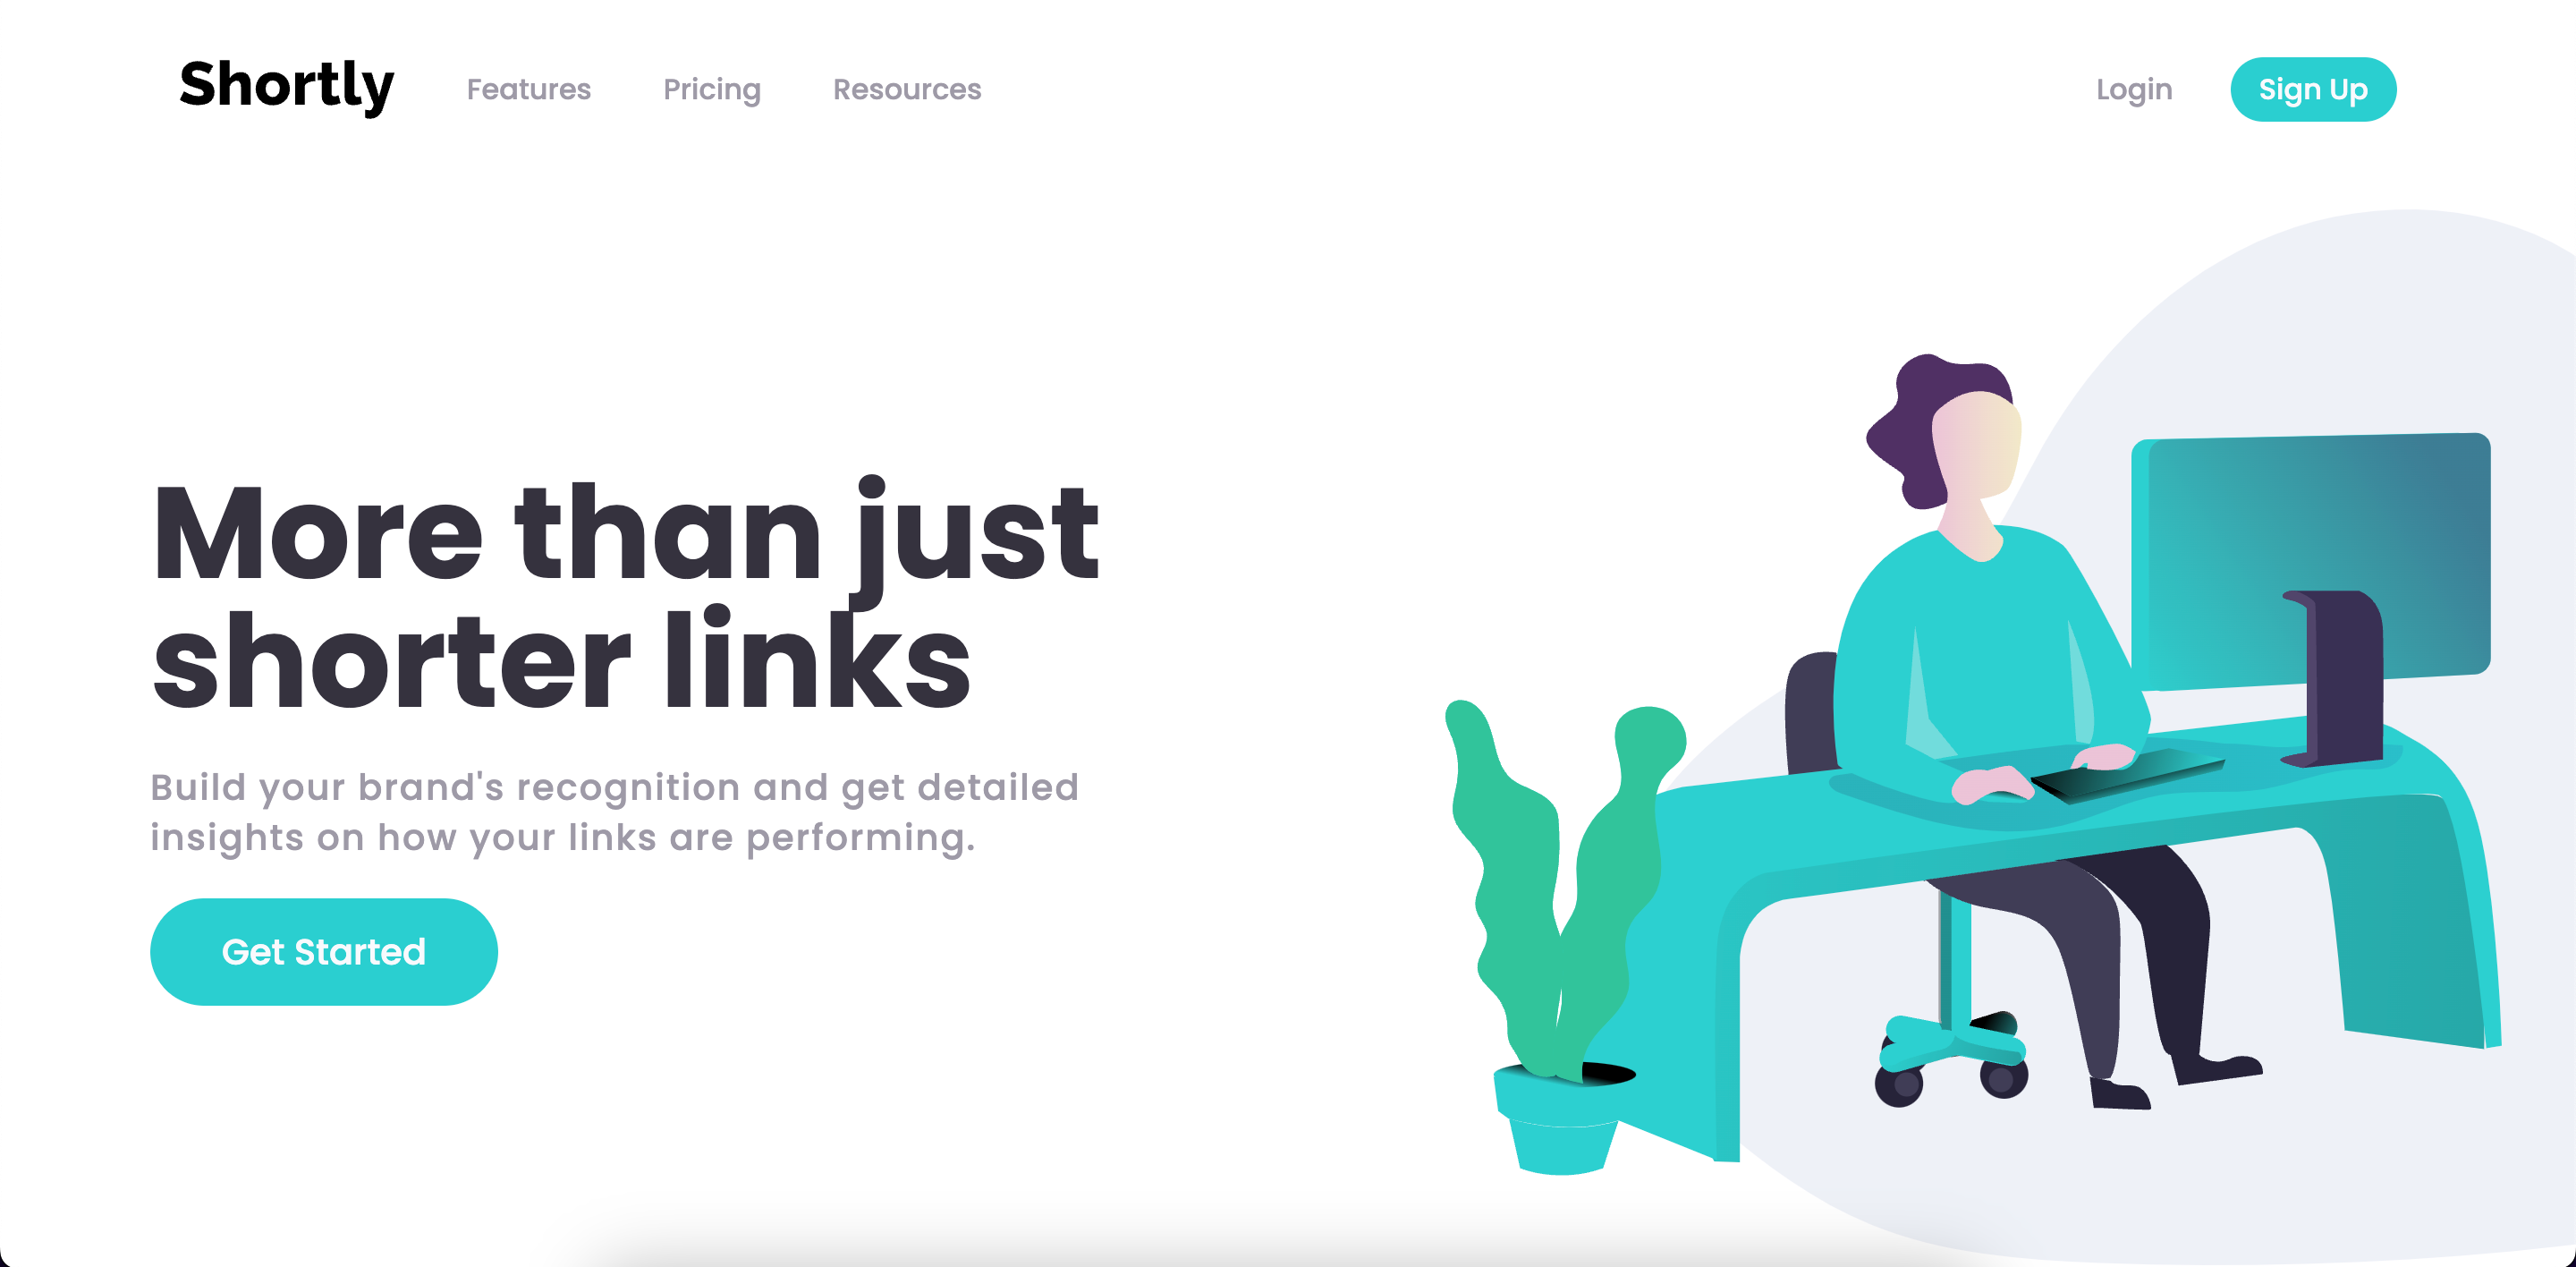 Shortly Features Pricing Resources Login Sign Up
More than just
shorter links
Build your brand's recognition and get detailed
insights on how your links are performing.
Get Started